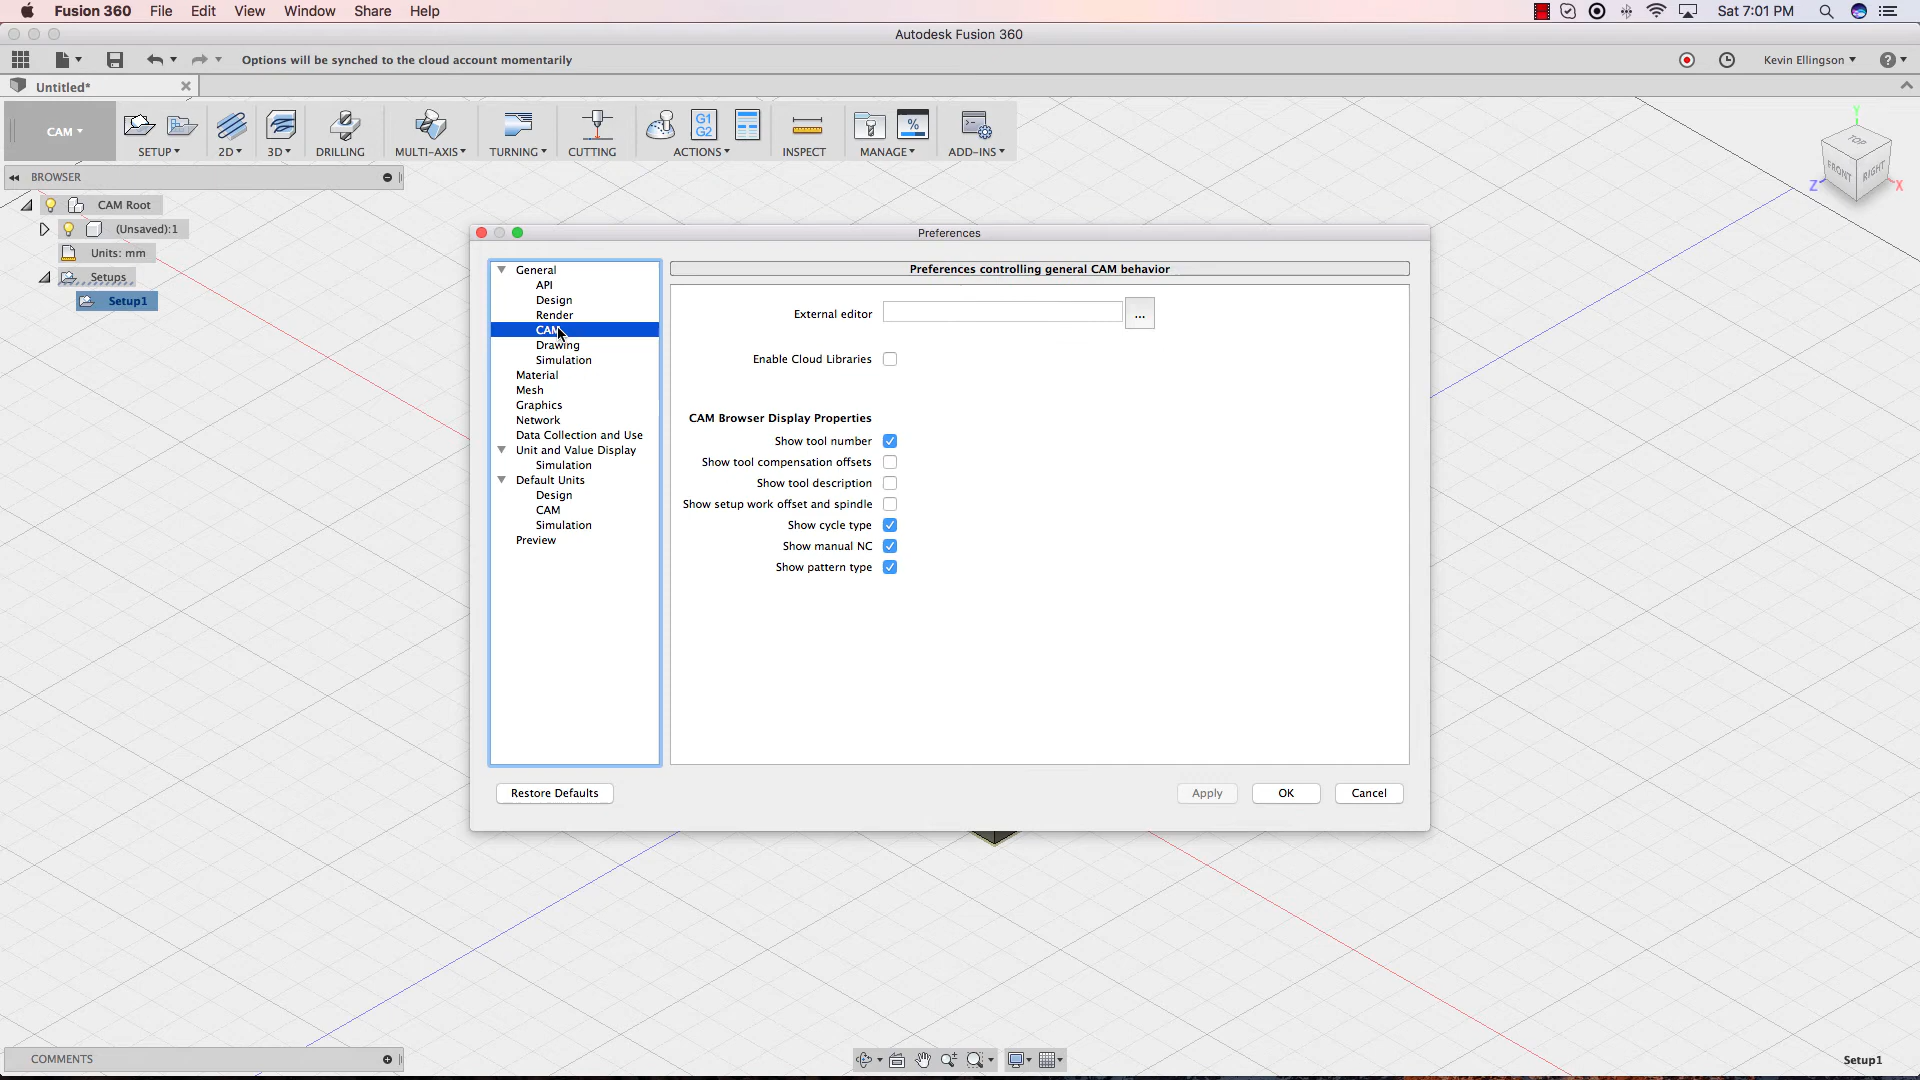 Fusion 360 File Edit View Window Share Help Sat 7:01 PM
Autodesk Fusion 360
Options will be synched to the cloud account momentarily Kevin Ellingson
Untitled*
CAM
SETUP 2D 3D DRILLING MULTI-AXIS TURNING CUTTING G1 G2 ACTIONS INSPECT % MANAGE ADD-INS
TOP
FRONT
RIGHT
Y
Z
X
BROWSER
CAM Root
(Unsaved):1
Units: mm
Setups
Setup1
Preferences
General
API
Design
Render
CAM
Drawing
Simulation
Material
Mesh
Graphics
Network
Data Collection and Use
Unit and Value Display
Simulation
Default Units
Design
CAM
Simulation
Preview
Preferences controlling general CAM behavior
External editor ...
Enable Cloud Libraries
CAM Browser Display Properties
Show tool number
Show tool compensation offsets
Show tool description
Show setup work offset and spindle
Show cycle type
Show manual NC
Show pattern type
Restore Defaults Apply OK Cancel
COMMENTS
Setup1